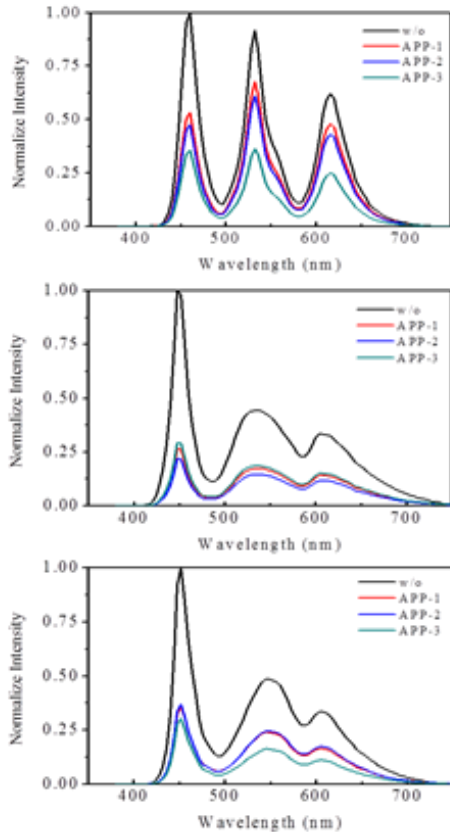 1.00
0.75
0.50
0.25
0.00
Normalize Intensity
w/o
APP-1
APP-2
APP-3
400 500 600 700
Wavelength (nm)
1.00
0.75
0.50
0.25
0.00
Normalize Intensity
w/o
APP-1
APP-2
APP-3
400 500 600 700
Wavelength (nm)
1.00
0.75
0.50
0.25
0.00
Normalize Intensity
w/o
APP-1
APP-2
APP-3
400 500 600 700
Wavelength (nm)